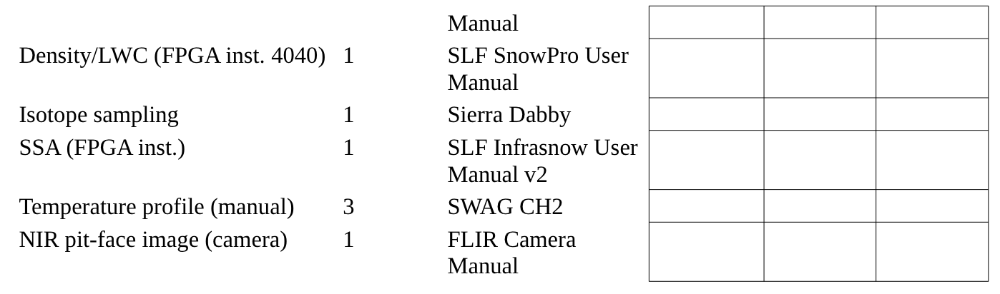 Manual
Density/LWC (FPGA inst. 4040) 1 SLF SnowPro User
Manual
Isotope sampling 1 Sierra Dabby
SSA (FPGA inst.) 1 SLF Infrasnow User
Manual v2
Temperature profile (manual) 3 SWAG CH2
NIR pit-face image (camera) 1 FLIR Camera
Manual